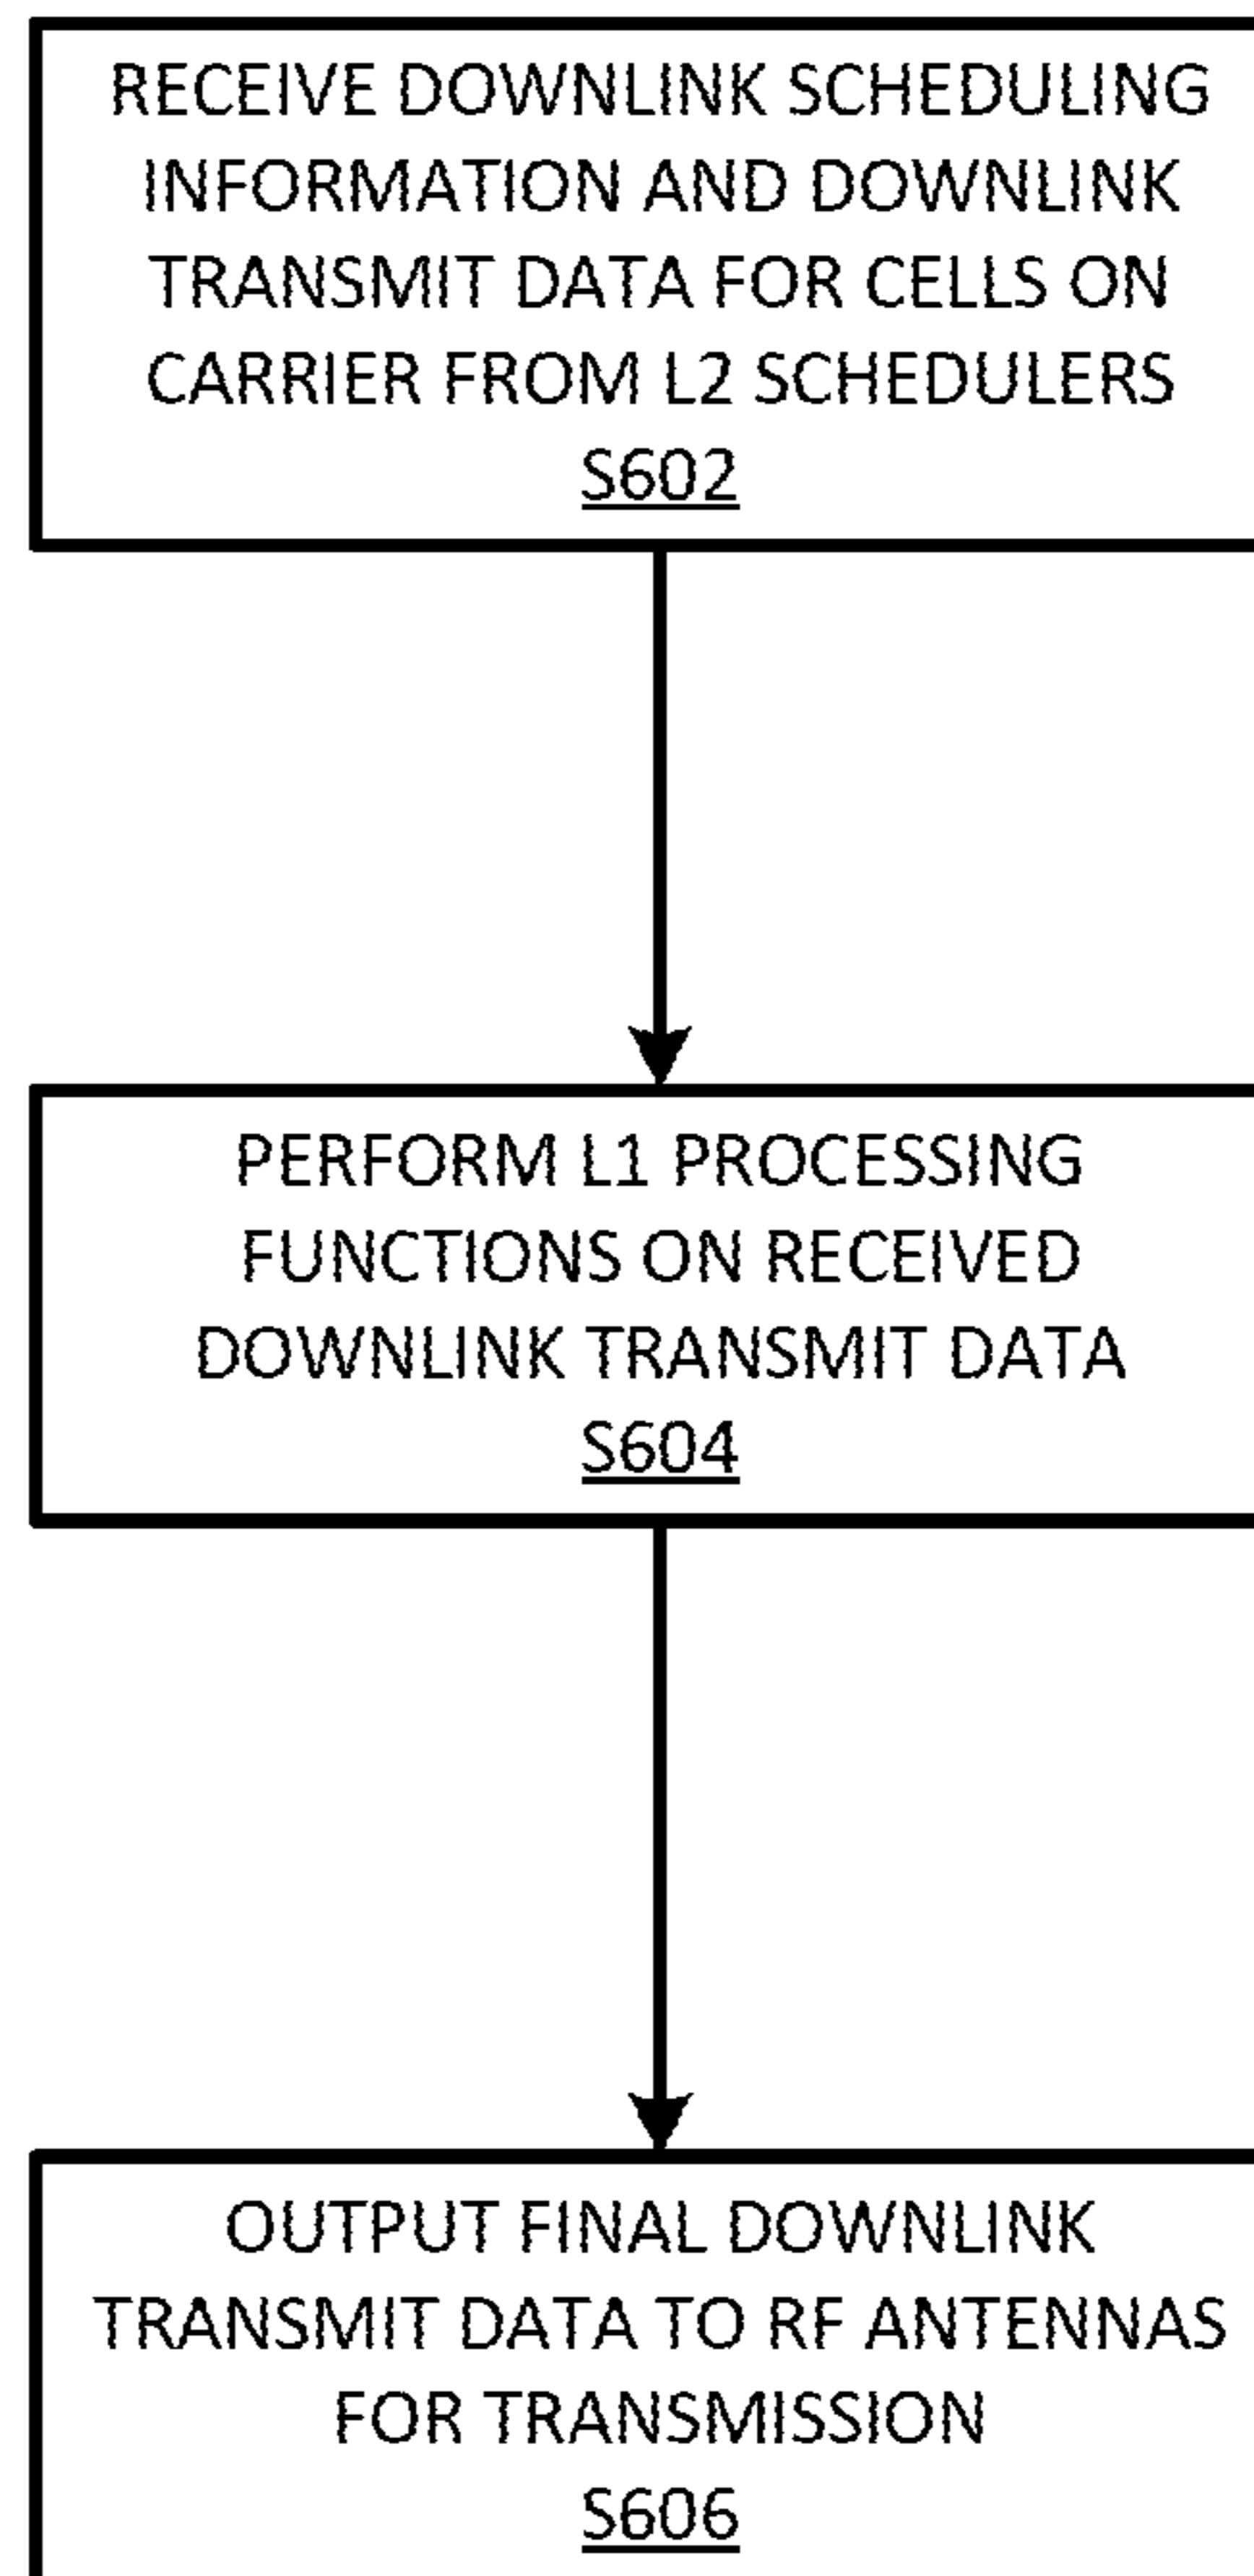 RECEIVE DOWNLINK SCHEDULING
INFORMATION AND DOWNLINK
TRANSMIT DATA FOR CELLS ON
CARRIER FROM L2 SCHEDULERS
S602
PERFORM L1 PROCESSING
FUNCTIONS ON RECEIVED
DOWNLINK TRANSMIT DATA
S604
OUTPUT FINAL DOWNLINK
TRANSMIT DATA TO RF ANTENNAS
FOR TRANSMISSION
S606